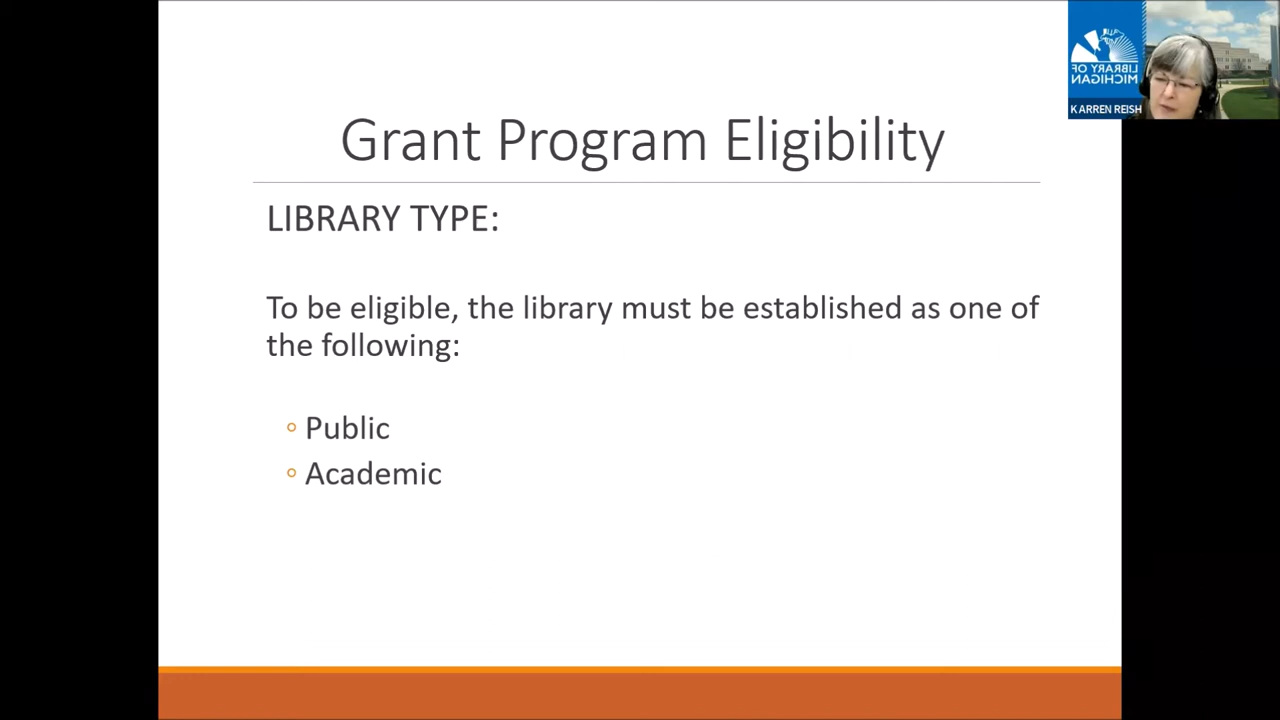 Grant Program Eligibility
LIBRARY TYPE:
To be eligible, the library must be established as one of
the following:
Public
Academic
LIBRARY OF
MICHIGAN
KARREN REISH